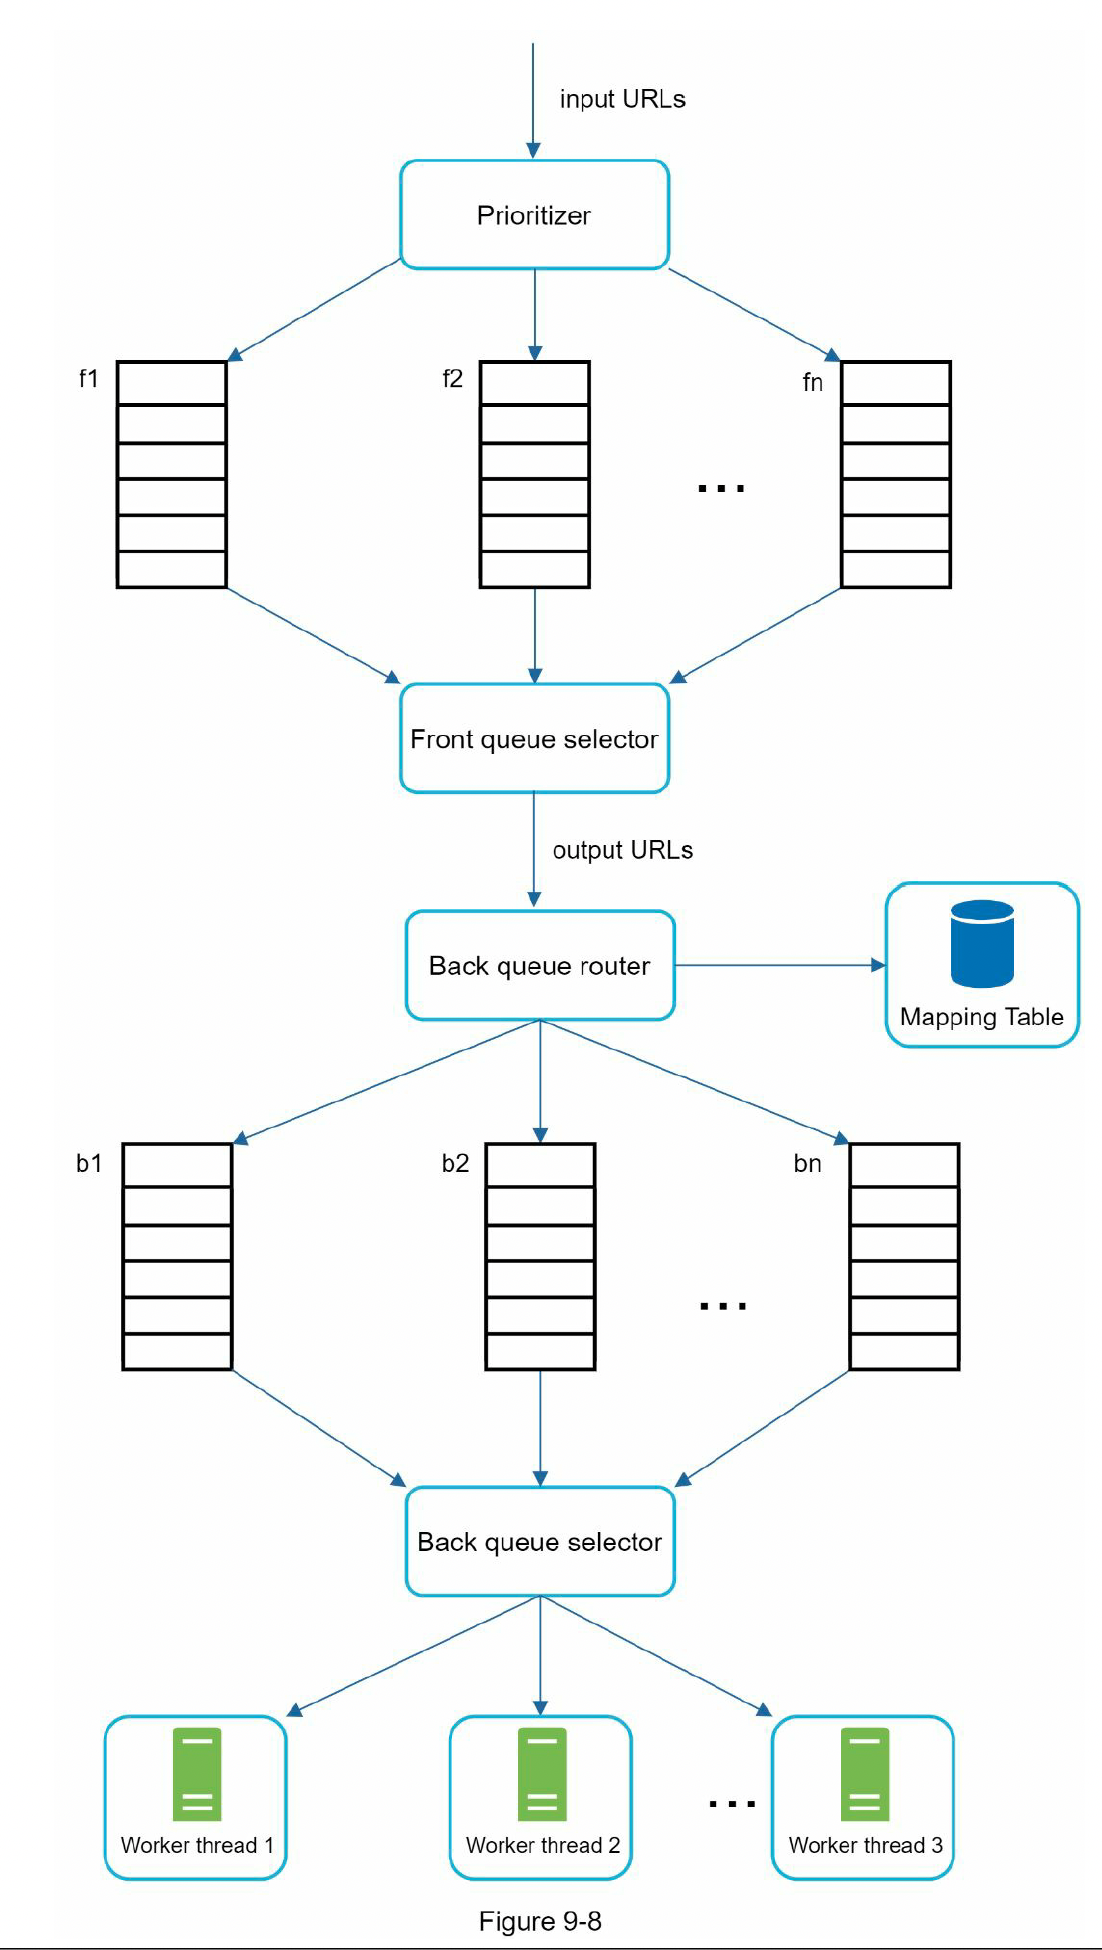 input URLs
Prioritizer
f1
f2
fn
...
Front queue selector
output URLs
Back queue router
Mapping Table
b1
b2
bn
...
Back queue selector
Worker thread 1
Worker thread 2
...
Worker thread 3
Figure 9-8